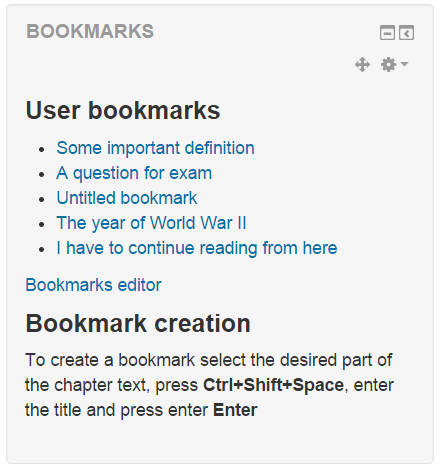 BOOKMARKS
User bookmarks
Some important definition
A question for exam
Untitled bookmark
The year of World War II
I have to continue reading from here
Bookmarks editor
Bookmark creation
To create a bookmark select the desired part of
the chapter text, press Ctrl+Shift+Space, enter
the title and press enter Enter